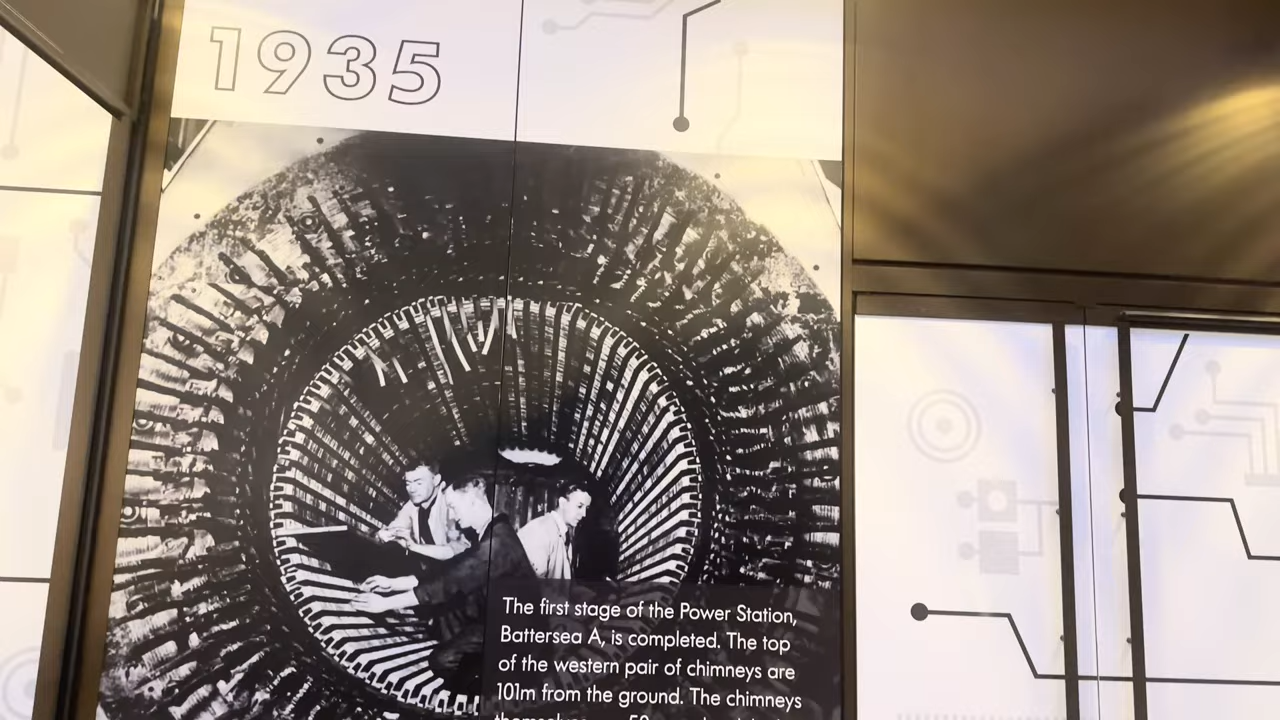 1935
The first stage of the Power Station,
Battersea A, is completed. The top
of the western pair of chimneys are
101m from the ground. The chimneys